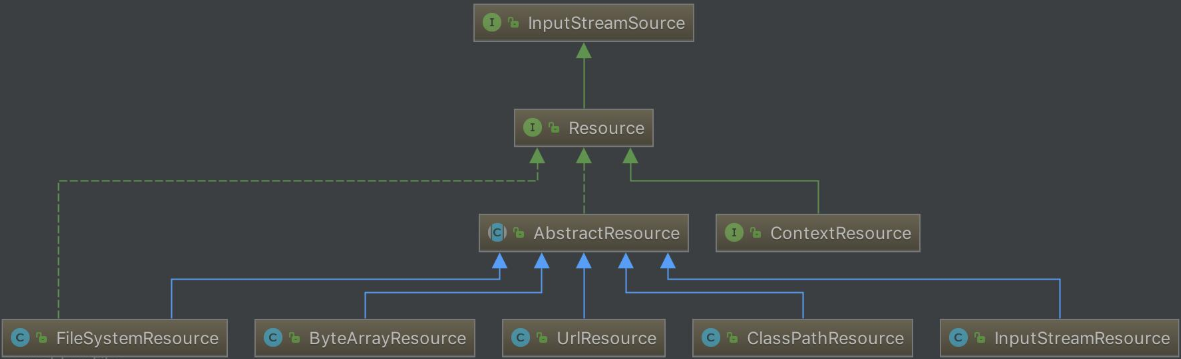 I InputStreamSource
I Resource
C AbstractResource
I ContextResource
C FileSystemResource
C ByteArrayResource
C UrlResource
C ClassPathResource
C InputStreamResource